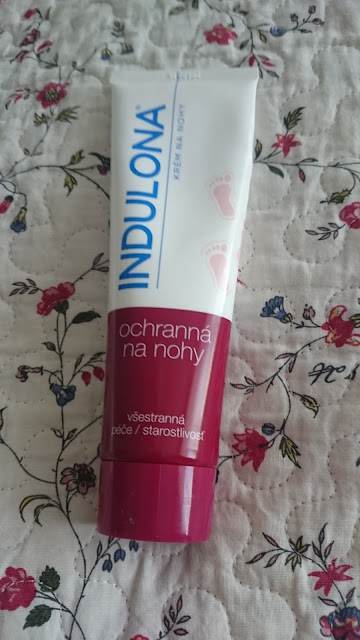 INDULONA®
KRÉM NA NOHY
ochranná
na nohy
všestranná
péče / starostlivosť